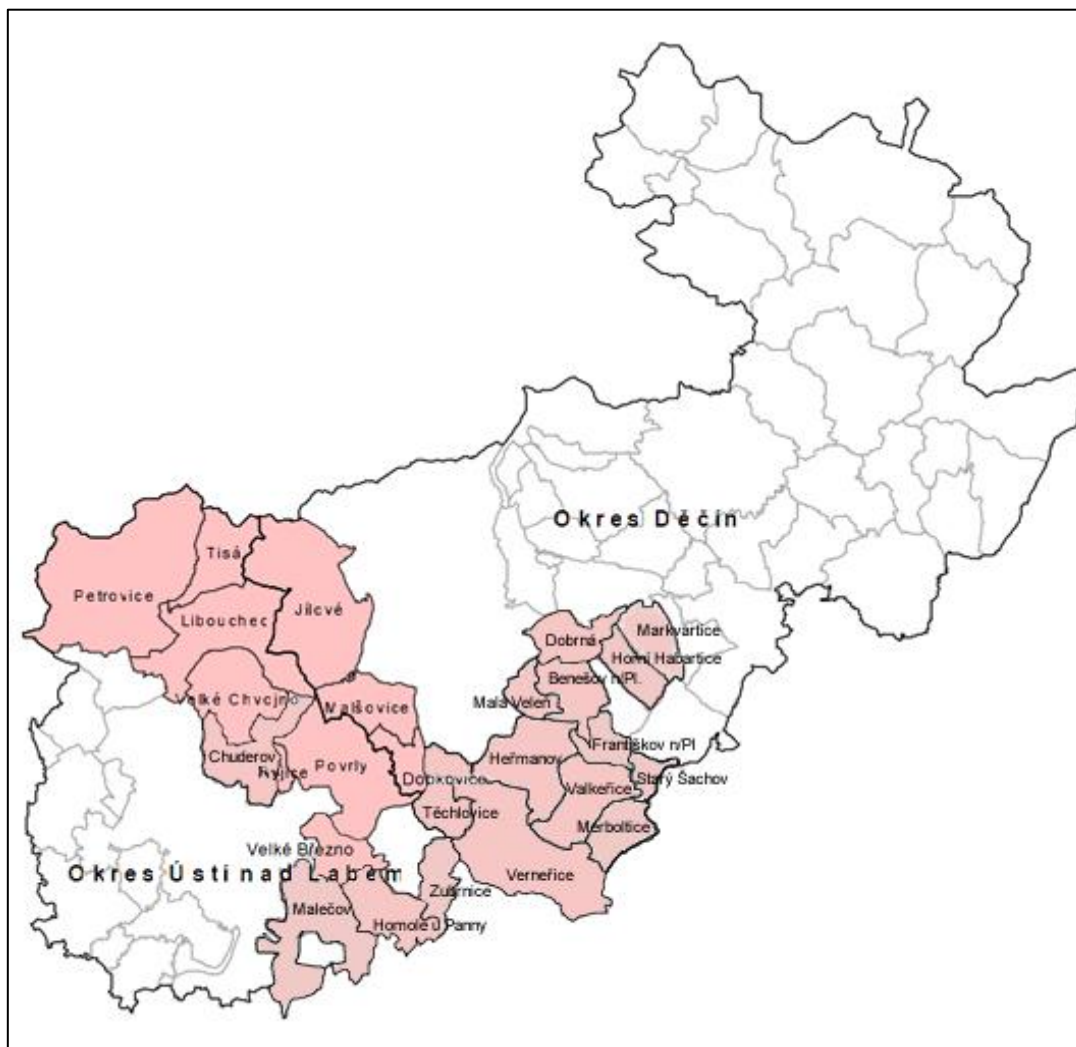 Okres Děčín
Tisá
Petrovice
Jílové
Libouchec
Dobrná
Markvartice
Horní Habartice
Benešov n/Pl.
Malá Veleň
Velké Chvojno
Malšovice
Františkov n/Pl
Chuderov
Ryjice
Povrly
Dobkovice
Heřmanov
Starý Šachov
Valkeřice
Těchlovice
Merboltice
Velké Březno
Okres Ústí nad Labem
Verneřice
Zubrnice
Malečov
Homole u Panny